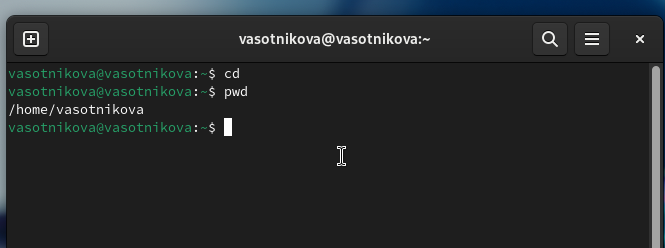 vasotnikova@vasotnikova:~
vasotnikova@vasotnikova:~$ cd
vasotnikova@vasotnikova:~$ pwd
/home/vasotnikova
vasotnikova@vasotnikova:~$